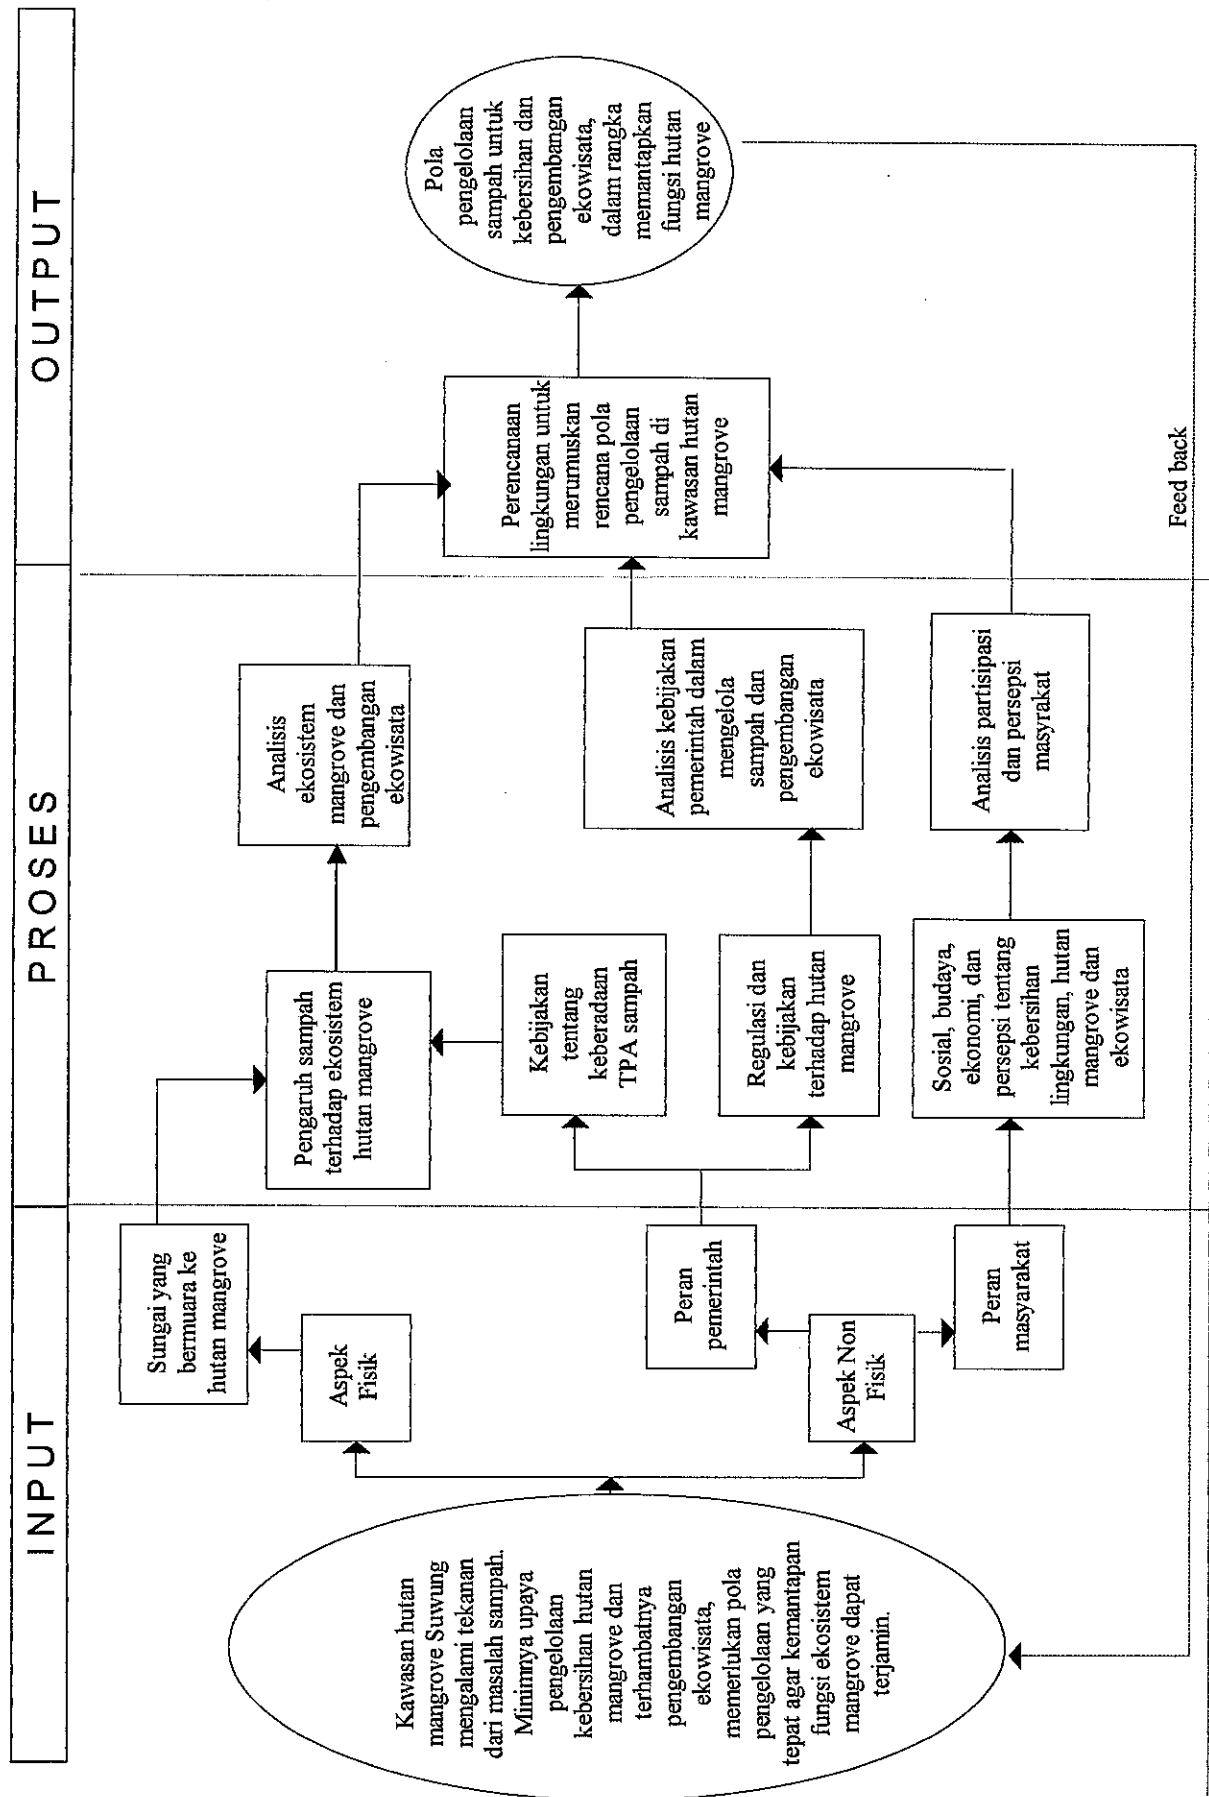 INPUT
PROSES
OUTPUT
Kawasan hutan
mangrove Suwung
mengalami tekanan
dari masalah sampah.
Minimnya upaya
pengelolaan
kebersihan hutan
mangrove dan
terhambatnya
pengembangan
ekowisata,
memerlukan pola
pengelolaan yang
tepat agar kemantapan
fungsi ekosistem
mangrove dapat
terjamin.
Aspek
Fisik
Sungai yang
bermuara ke
hutan mangrove
Aspek Non
Fisik
Peran
pemerintah
Peran
masyarakat
Pengaruh sampah
terhadap ekosistem
hutan mangrove
Kebijakan
tentang
keberadaan
TPA sampah
Regulasi dan
kebijakan
terhadap hutan
mangrove
Sosial, budaya,
ekonomi, dan
persepsi tentang
kebersihan
lingkungan, hutan
mangrove dan
ekowisata
Analisis
ekosistem
mangrove dan
pengembangan
ekowisata
Analisis kebijakan
pemerintah dalam
mengelola
sampah dan
pengembangan
ekowisata
Analisis partisipasi
dan persepsi
masyrakat
Perencanaan
lingkungan untuk
merumuskan
rencana pola
pengelolaan
sampah di
kawasan hutan
mangrove
Pola
pengelolaan
sampah untuk
kebersihan dan
pengembangan
ekowisata,
dalam rangka
memantapkan
fungsi hutan
mangrove
Feed back